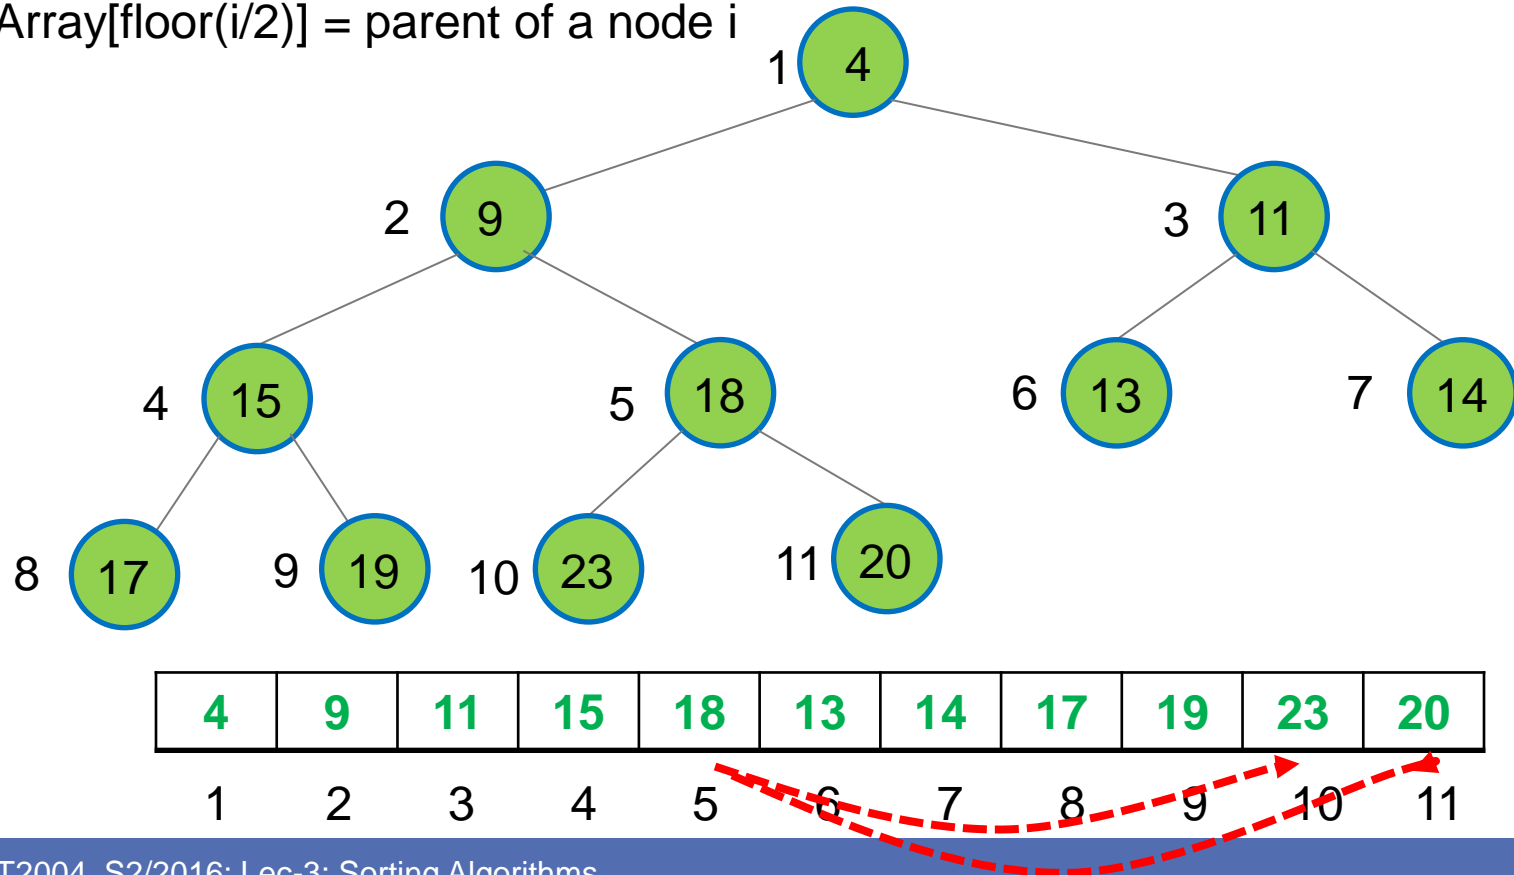 Array[floor(i/2)] = parent of a node i
1 4
2 9 3 11
4 15 5 18 6 13 7 14
8 17 9 19 10 23 11 20
4 9 11 15 18 13 14 17 19 23 20
1 2 3 4 5 6 7 8 9 10 11
T2004, S2/2016: Lec-3: Sorting Algorithms